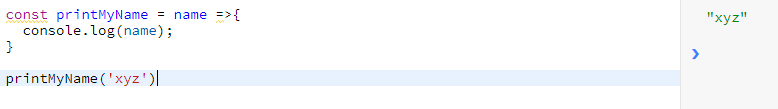 const printMyName = name =>{
  console.log(name);
}
printMyName('xyz')
"xyz"
❯